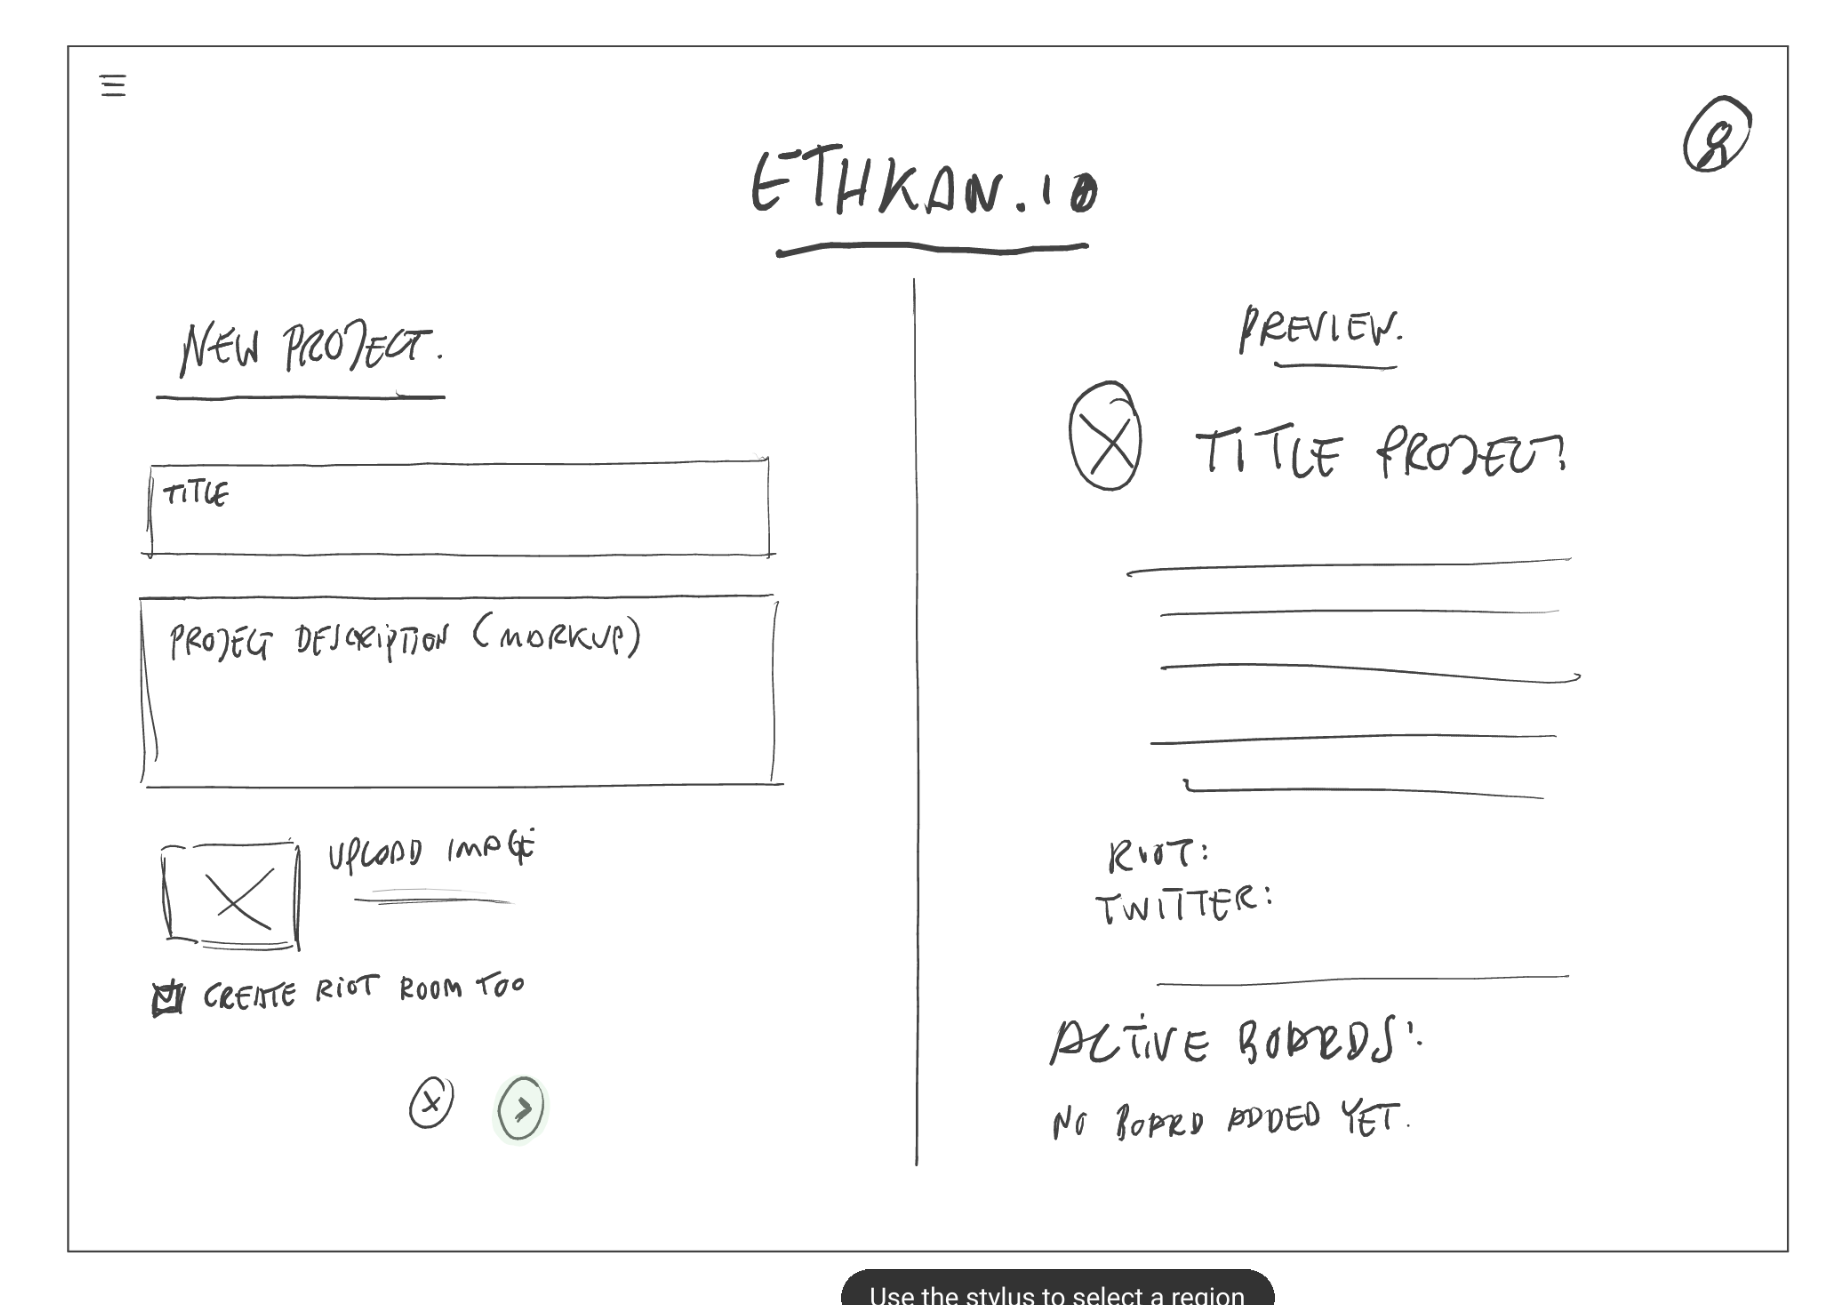 ETHKAN.IO
NEW PROJECT.
TITLE
PROJECT DESCRIPTION (MARKUP)
UPLOAD IMAGE
CREATE RIOT ROOM TOO
PREVIEW.
TITLE PROJECT
RIOT:
TWITTER:
ACTIVE BOARDS:
NO BOARD ADDED YET.
Use the stylus to select a region